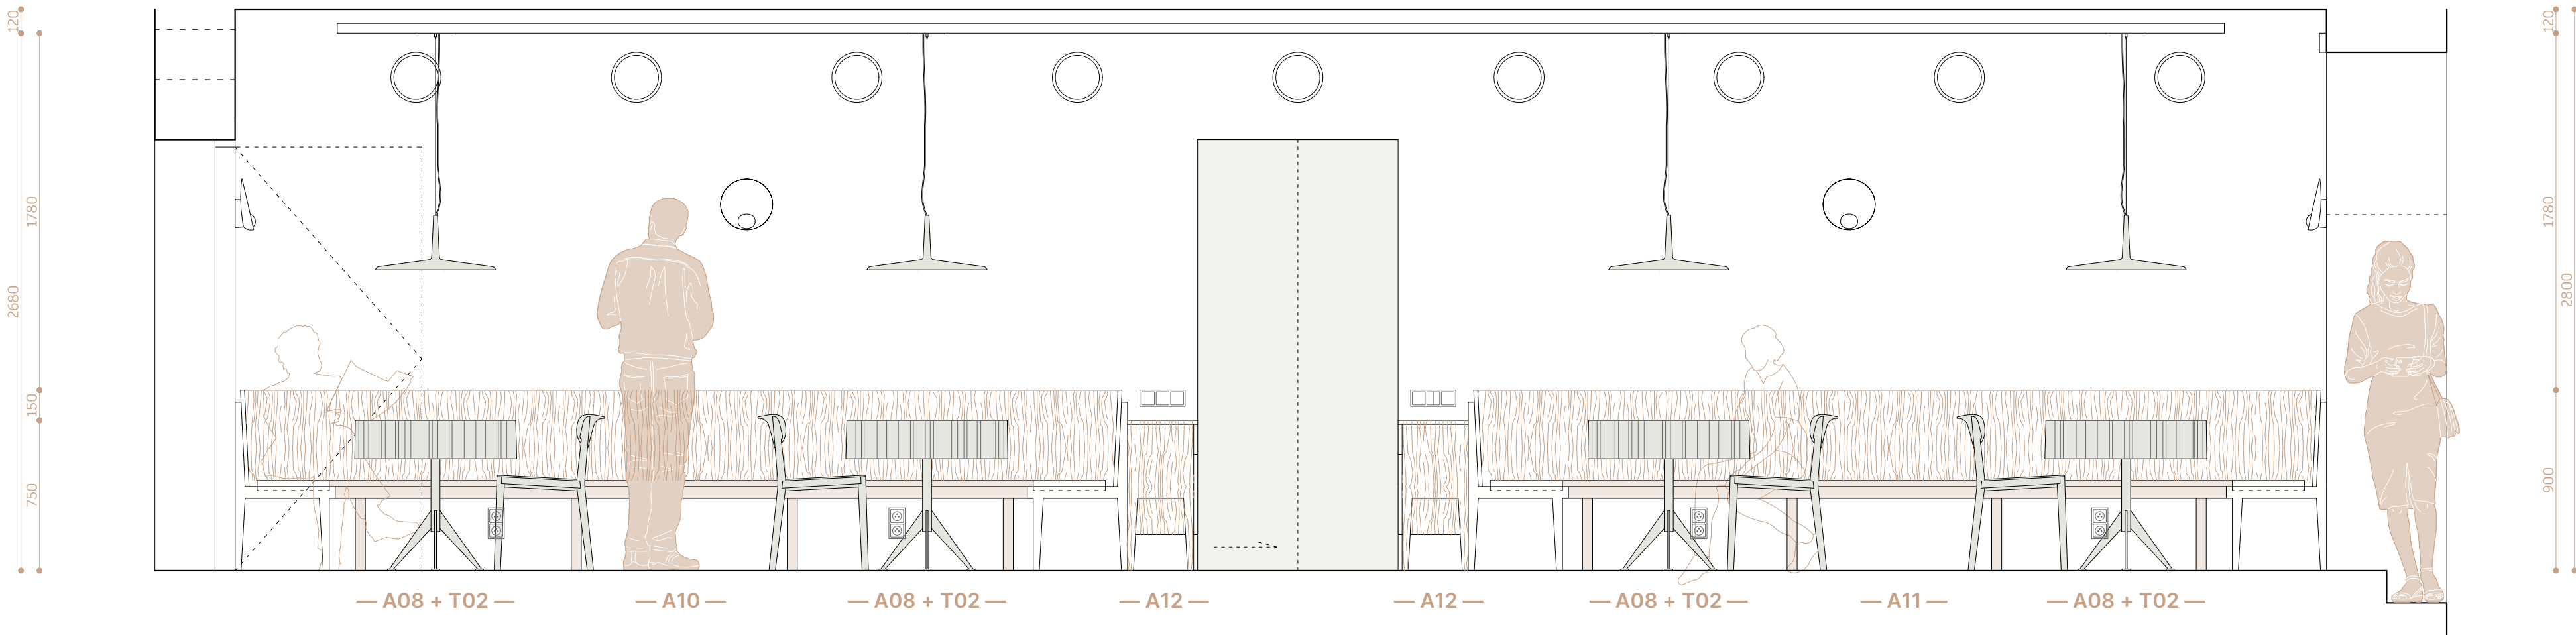 120
120
1780
1780
2680
2800
150
750
900
— A08 + T02 —
— A10 —
— A08 + T02 —
— A12 —
— A12 —
— A08 + T02 —
— A11 —
— A08 + T02 —